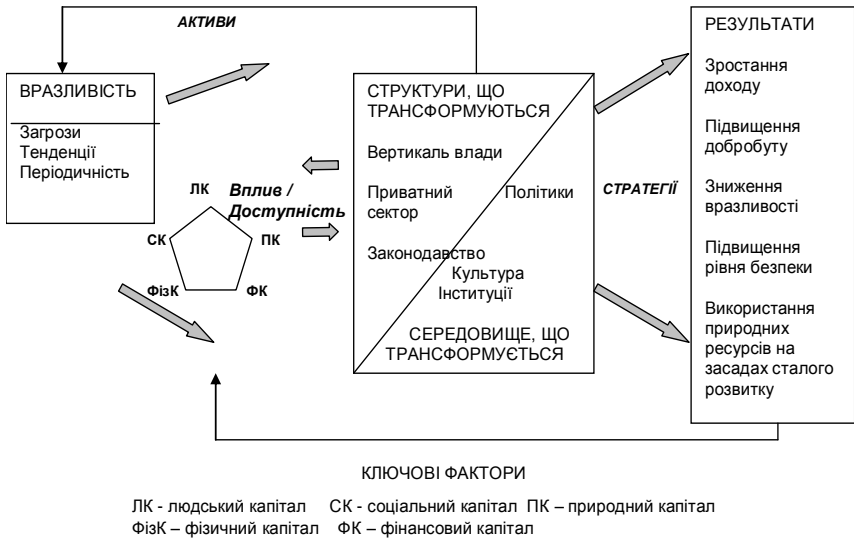 АКТИВИ
ВРАЗЛИВІСТЬ
Загрози
Тенденції
Періодичність
ЛК
СК
ПК
ФізК
ФК
Вплив /
Доступність
СТРУКТУРИ, ЩО
ТРАНСФОРМУЮТЬСЯ
Вертикаль влади
Приватний
сектор
Політики
Законодавство
Культура
Інституції
СЕРЕДОВИЩЕ, ЩО
ТРАНСФОРМУЄТЬСЯ
СТРАТЕГІЇ
РЕЗУЛЬТАТИ
Зростання
доходу
Підвищення
добробуту
Зниження
вразливості
Підвищення
рівня безпеки
Використання
природних
ресурсів на
засадах сталого
розвитку
КЛЮЧОВІ ФАКТОРИ
ЛК - людський капітал СК - соціальний капітал ПК – природний капітал
ФізК – фізичний капітал ФК – фінансовий капітал